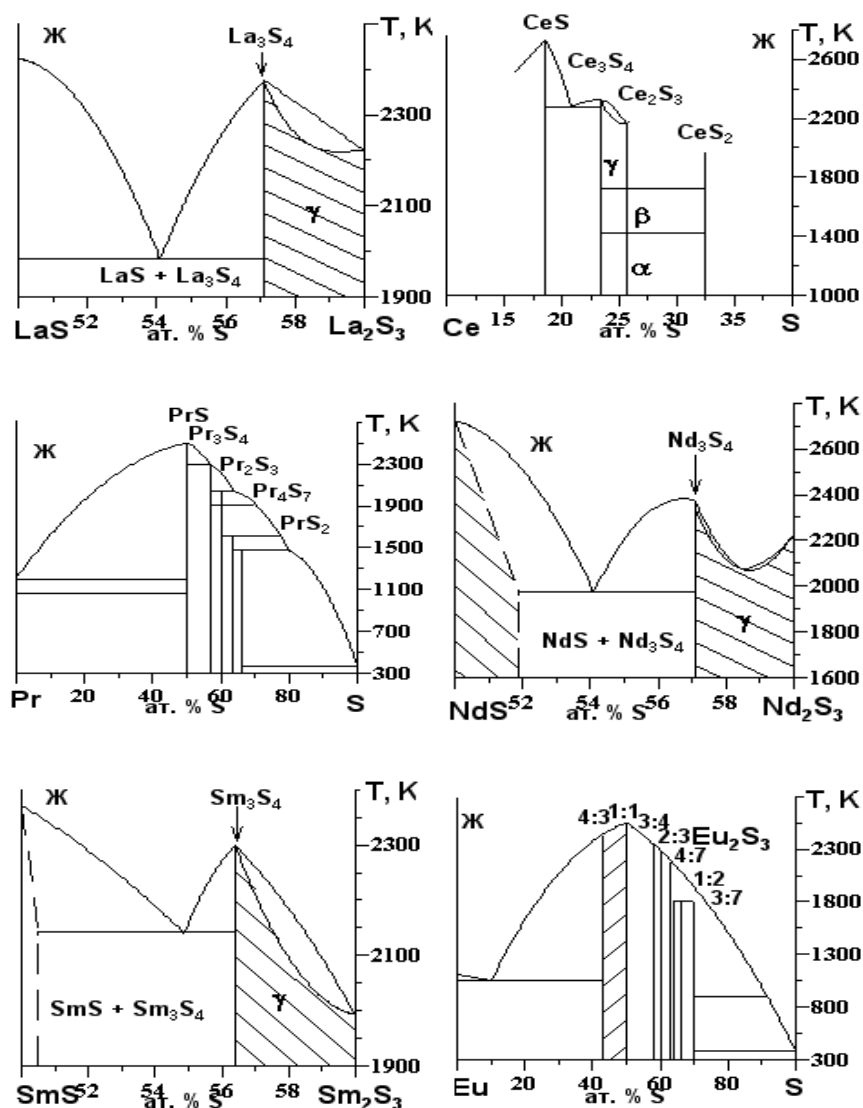 Ж La₃S₄ T, K
2300
2100
1900
γ
LaS + La₃S₄
LaS 52 54 56 58 La₂S₃
ат. % S
CeS Ж T, K
Ce₃S₄
Ce₂S₃
CeS₂
2600
2200
1800
1400
1000
γ
β
α
Ce 15 20 25 30 35 S
ат. % S
PrS T, K
Ж Pr₃S₄
Pr₂S₃
Pr₄S₇
PrS₂
2300
1900
1500
1100
700
300
Pr 20 40 60 80 S
ат. % S
T, K
Ж Nd₃S₄
2600
2400
2200
2000
1800
1600
γ
NdS + Nd₃S₄
NdS 52 54 56 58 Nd₂S₃
ат. % S
Ж Sm₃S₄ T, K
2300
2100
1900
γ
SmS + Sm₃S₄
SmS 52 54 56 58 Sm₂S₃
ат. % S
T, K
Ж 4:3 1:1 3:4
2:3 Eu₂S₃
4:7
1:2
3:7
2300
1800
1300
800
300
Eu 20 40 60 80 S
ат. % S